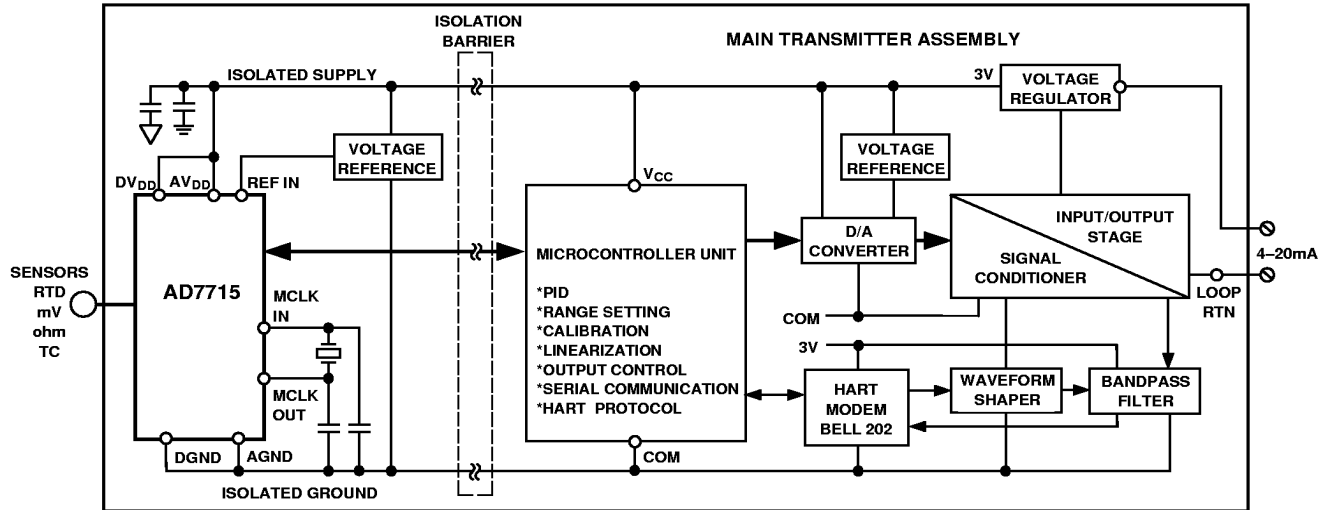 ISOLATION
BARRIER
MAIN TRANSMITTER ASSEMBLY
ISOLATED SUPPLY
3V
VOLTAGE
REGULATOR
VOLTAGE
REFERENCE
VOLTAGE
REFERENCE
DVDD
AVDD
REF IN
VCC
D/A
CONVERTER
INPUT/OUTPUT
STAGE
SIGNAL
CONDITIONER
4–20mA
LOOP
RTN
SENSORS
RTD
mV
ohm
TC
AD7715
MCLK
IN
MCLK
OUT
MICROCONTROLLER UNIT
*PID
*RANGE SETTING
*CALIBRATION
*LINEARIZATION
*OUTPUT CONTROL
*SERIAL COMMUNICATION
*HART PROTOCOL
COM
3V
HART
MODEM
BELL 202
WAVEFORM
SHAPER
BANDPASS
FILTER
DGND
AGND
COM
ISOLATED GROUND